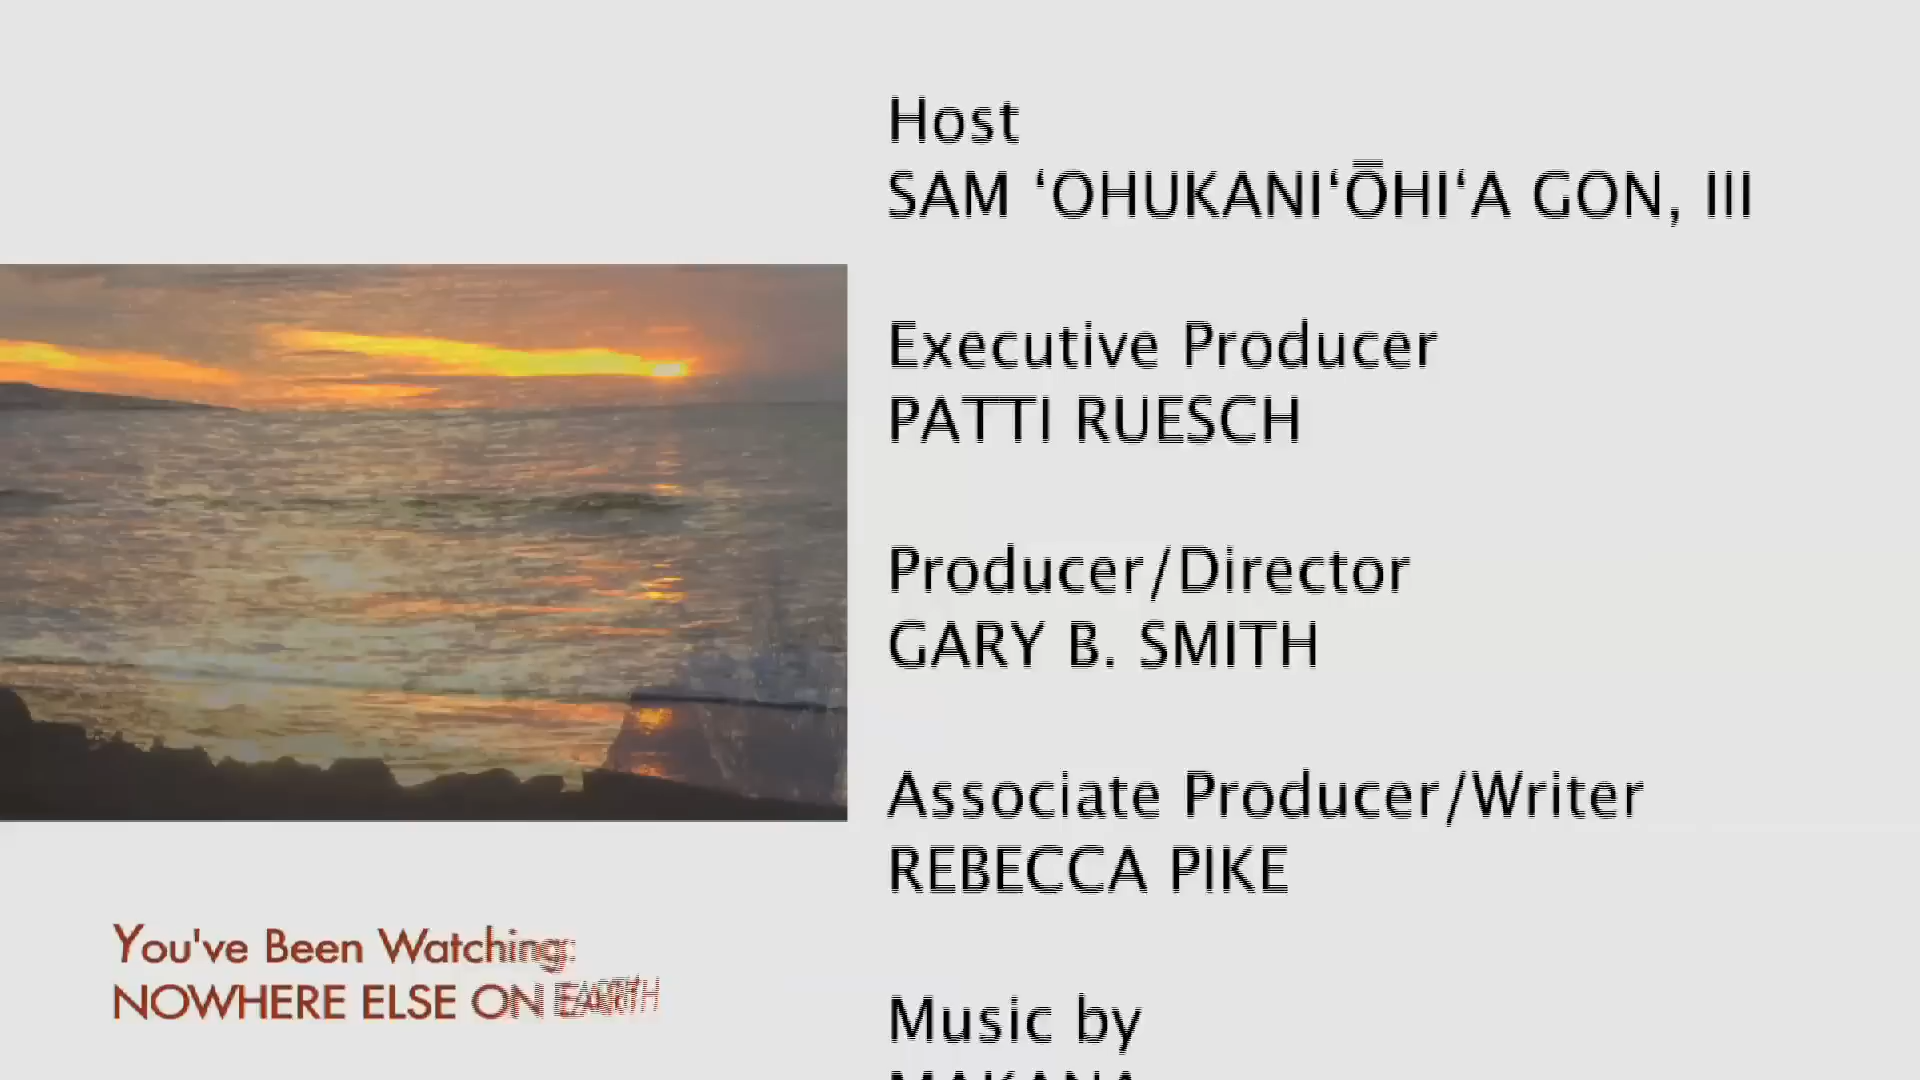 Host
SAM ʻOHUKANIʻŌHIʻA GON, III
Executive Producer
PATTI RUESCH
Producer/Director
GARY B. SMITH
Associate Producer/Writer
REBECCA PIKE
Music by
MAKANA
You've Been Watching:
NOWHERE ELSE ON EARTH